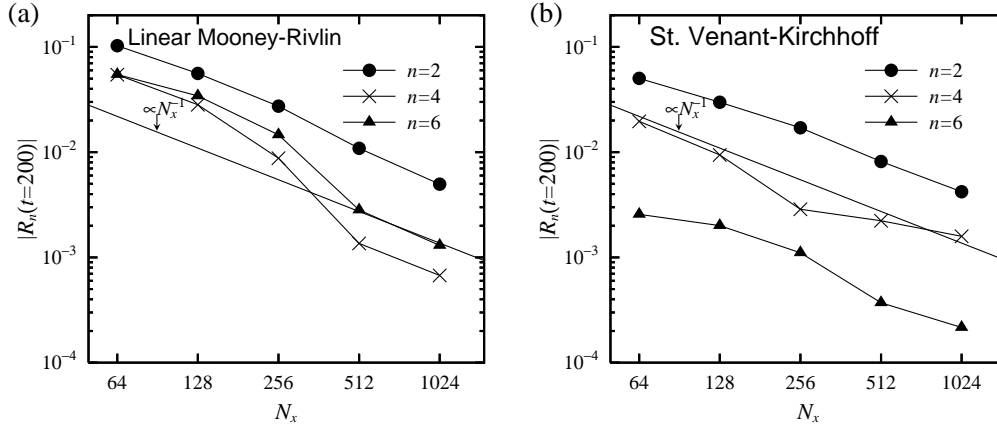 (a)
Linear Mooney-Rivlin
n=2
n=4
n=6
∝N_x^{-1}
|R_n(t=200)|
10^{-1}
10^{-2}
10^{-3}
10^{-4}
64 128 256 512 1024
N_x
(b)
St. Venant-Kirchhoff
n=2
n=4
n=6
∝N_x^{-1}
|R_n(t=200)|
10^{-1}
10^{-2}
10^{-3}
10^{-4}
64 128 256 512 1024
N_x